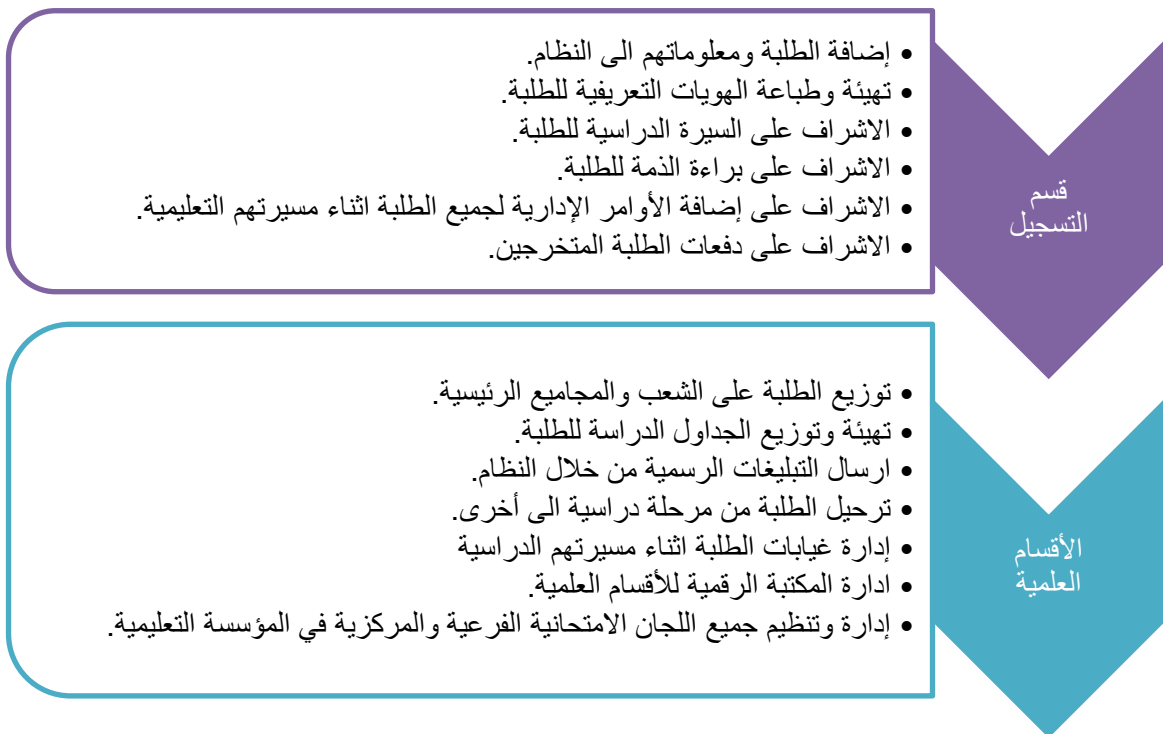 قسم
التسجيل
• إضافة الطلبة ومعلوماتهم الى النظام.
• تهيئة وطباعة الهويات التعريفية للطلبة.
• الاشراف على السيرة الدراسية للطلبة.
• الاشراف على براءة الذمة للطلبة.
• الاشراف على إضافة الأوامر الإدارية لجميع الطلبة اثناء مسيرتهم التعليمية.
• الاشراف على دفعات الطلبة المتخرجين.
الأقسام
العلمية
• توزيع الطلبة على الشعب والمجاميع الرئيسية.
• تهيئة وتوزيع الجداول الدراسة للطلبة.
• ارسال التبليغات الرسمية من خلال النظام.
• ترحيل الطلبة من مرحلة دراسية الى أخرى.
• إدارة غيابات الطلبة اثناء مسيرتهم الدراسية
• ادارة المكتبة الرقمية للأقسام العلمية.
• إدارة وتنظيم جميع اللجان الامتحانية الفرعية والمركزية في المؤسسة التعليمية.